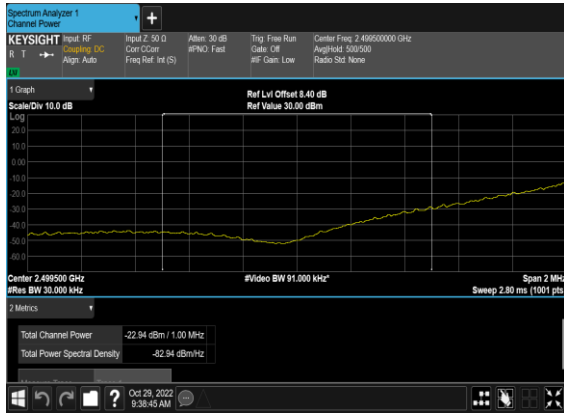 Spectrum Analyzer 1
Channel Power
+
KEYSIGHT
R T
LXI
Input: RF
Coupling: DC
Align: Auto
Input Z: 50 Ω
Corr CCorr
Freq Ref: Int (S)
Atten: 30 dB
#PNO: Fast
Trig: Free Run
Gate: Off
#IF Gain: Low
Center Freq: 2.499500000 GHz
Avg|Hold: 500/500
Radio Std: None
1 Graph
Scale/Div 10.0 dB
Ref Lvl Offset 8.40 dB
Ref Value 30.00 dBm
Log
20.0
10.0
0.00
-10.0
-20.0
-30.0
-40.0
-50.0
-60.0
Center 2.499500 GHz
#Res BW 30.000 kHz
#Video BW 91.000 kHz*
Span 2 MHz
Sweep 2.80 ms (1001 pts
2 Metrics
Total Channel Power -22.94 dBm / 1.00 MHz
Total Power Spectral Density -82.94 dBm/Hz
?
Oct 29, 2022
9:38:45 AM